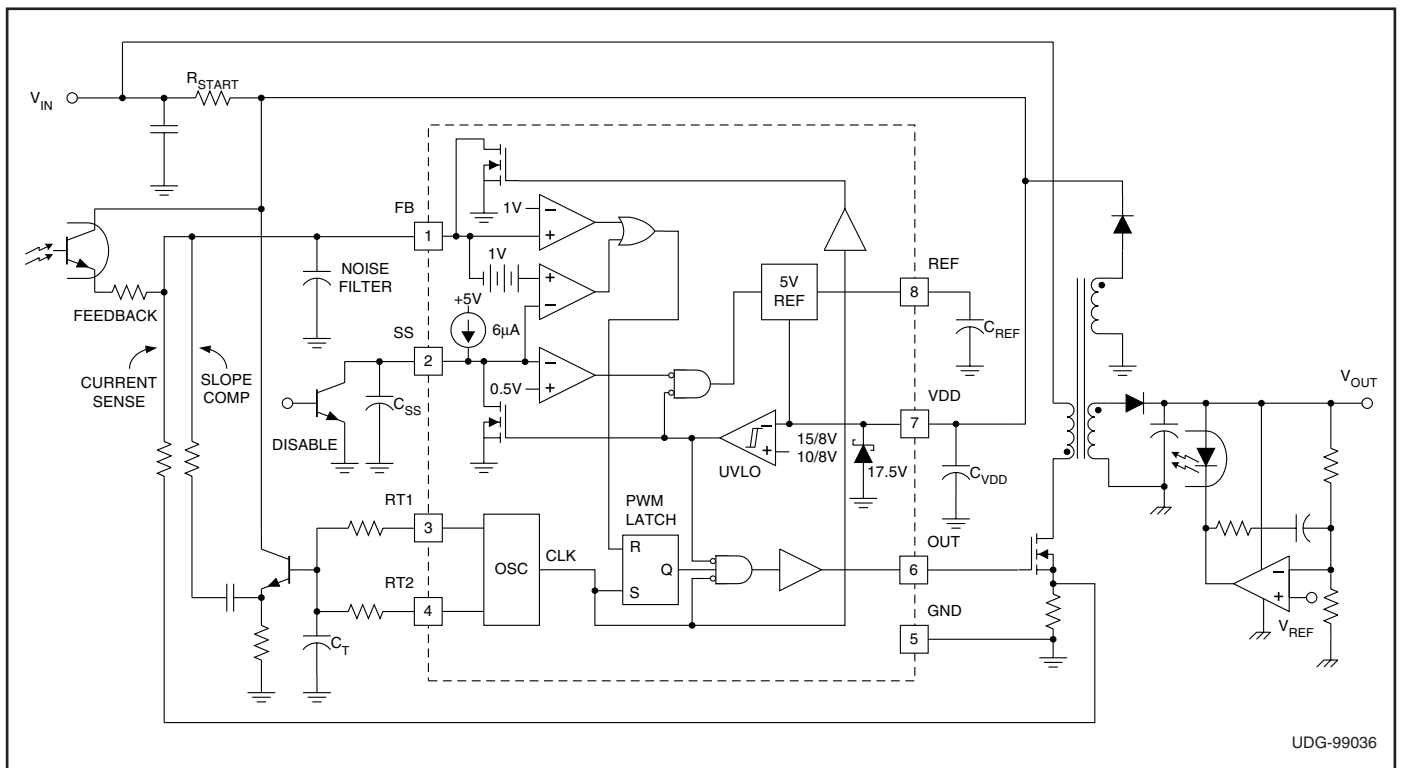 R_START
V_IN
FB
1
1V
−
+
1V
+
−
NOISE
FILTER
FEEDBACK
+5V
6µA
5V
REF
REF
8
C_REF
SS
2
−
0.5V
+
CURRENT
SENSE
SLOPE
COMP
C_SS
DISABLE
VDD
7
−
15/8V
10/8V
+
UVLO
17.5V
C_VDD
V_OUT
RT1
3
OSC
CLK
PWM
LATCH
R
Q
S
OUT
6
RT2
4
C_T
GND
5
−
+
V_REF
UDG-99036